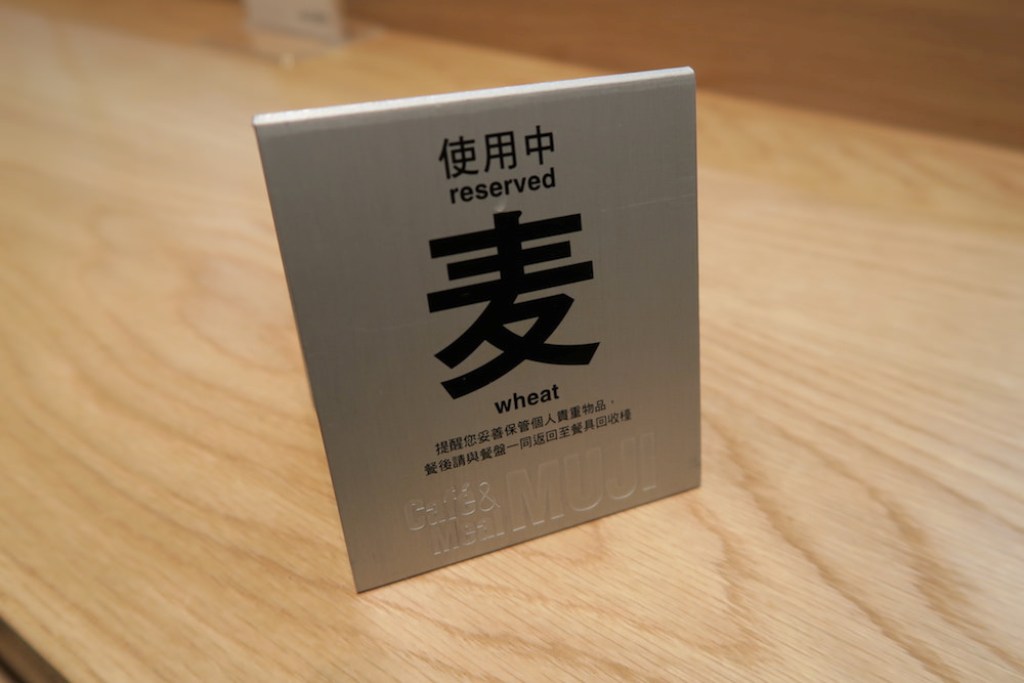 使用中
reserved
麦
wheat
提醒您妥善保管個人貴重物品，
餐後請與餐盤一同返回至餐具回收檯
Café&
Meal MUJI